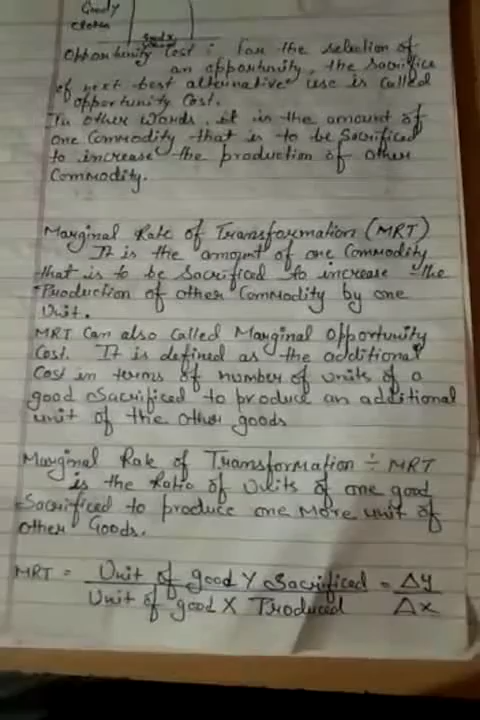 Good y
Good x
Opportunity Cost : For the selection of
an opportunity, the sacrifice
of next best alternative use is called
opportunity Cost.
In other words, it is the amount of
one Commodity that is to be Sacrificed
to increase the production of other
Commodity.
Marginal Rate of Transformation (MRT)
It is the amount of one Commodity
that is to be Sacrificed to increase the
Production of other Commodity by one
Unit.
MRT Can also Called Marginal Opportunity
Cost. It is defined as the additional
Cost in terms of number of units of a
good Sacrificed to produce an additional
unit of the other goods
Marginal Rate of Transformation ÷ MRT
is the Ratio of Units of one good
Sacrificed to produce one More unit of
other Goods.
MRT = Unit of good Y Sacrificed = Δy
Unit of good X Produced Δx